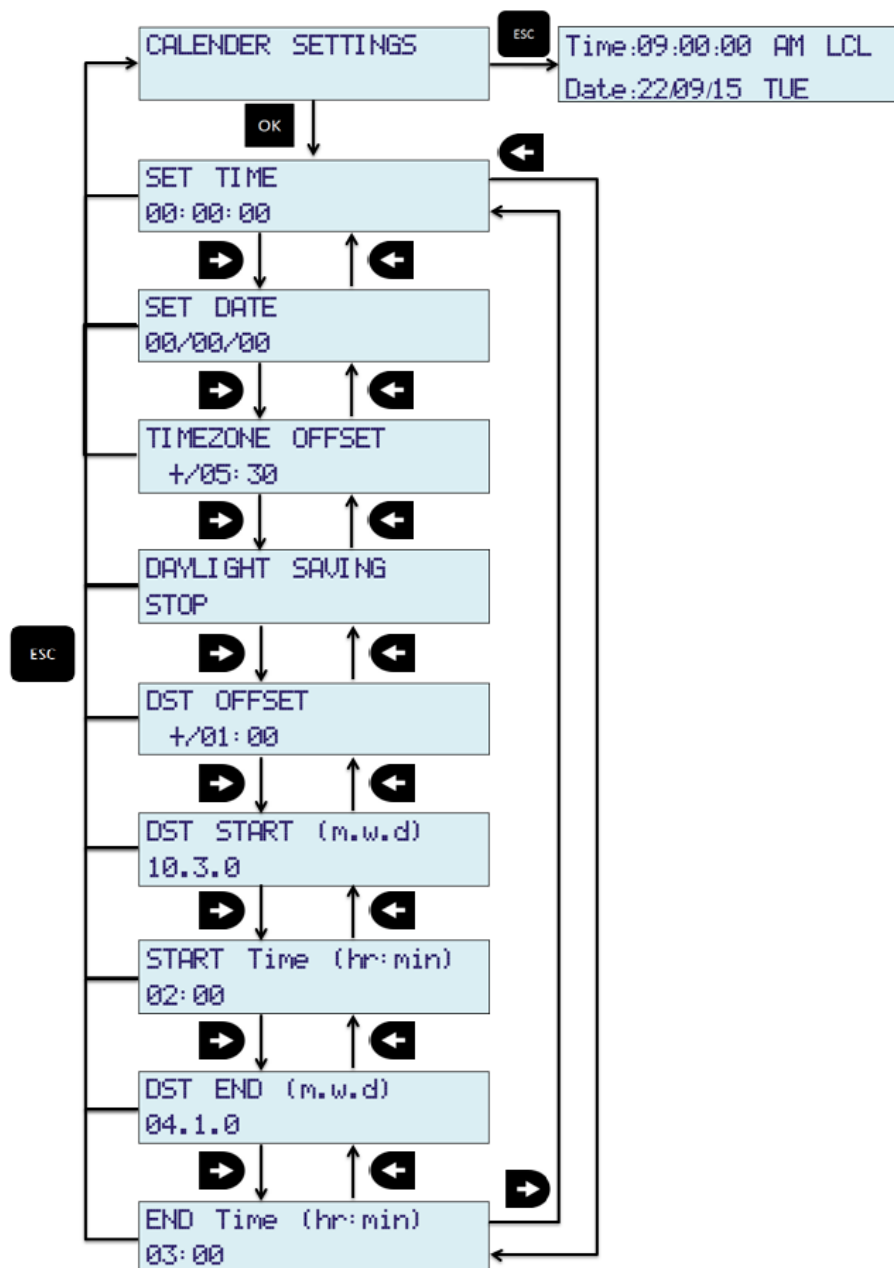 CALENDER SETTINGS
ESC
Time:09:00:00 AM LCL
Date:22/09/15 TUE
OK
SET TIME
00:00:00
SET DATE
00/00/00
TIMEZONE OFFSET
+/05:30
DAYLIGHT SAVING
STOP
ESC
DST OFFSET
+/01:00
DST START (m.w.d)
10.3.0
START Time (hr:min)
02:00
DST END (m.w.d)
04.1.0
END Time (hr:min)
03:00